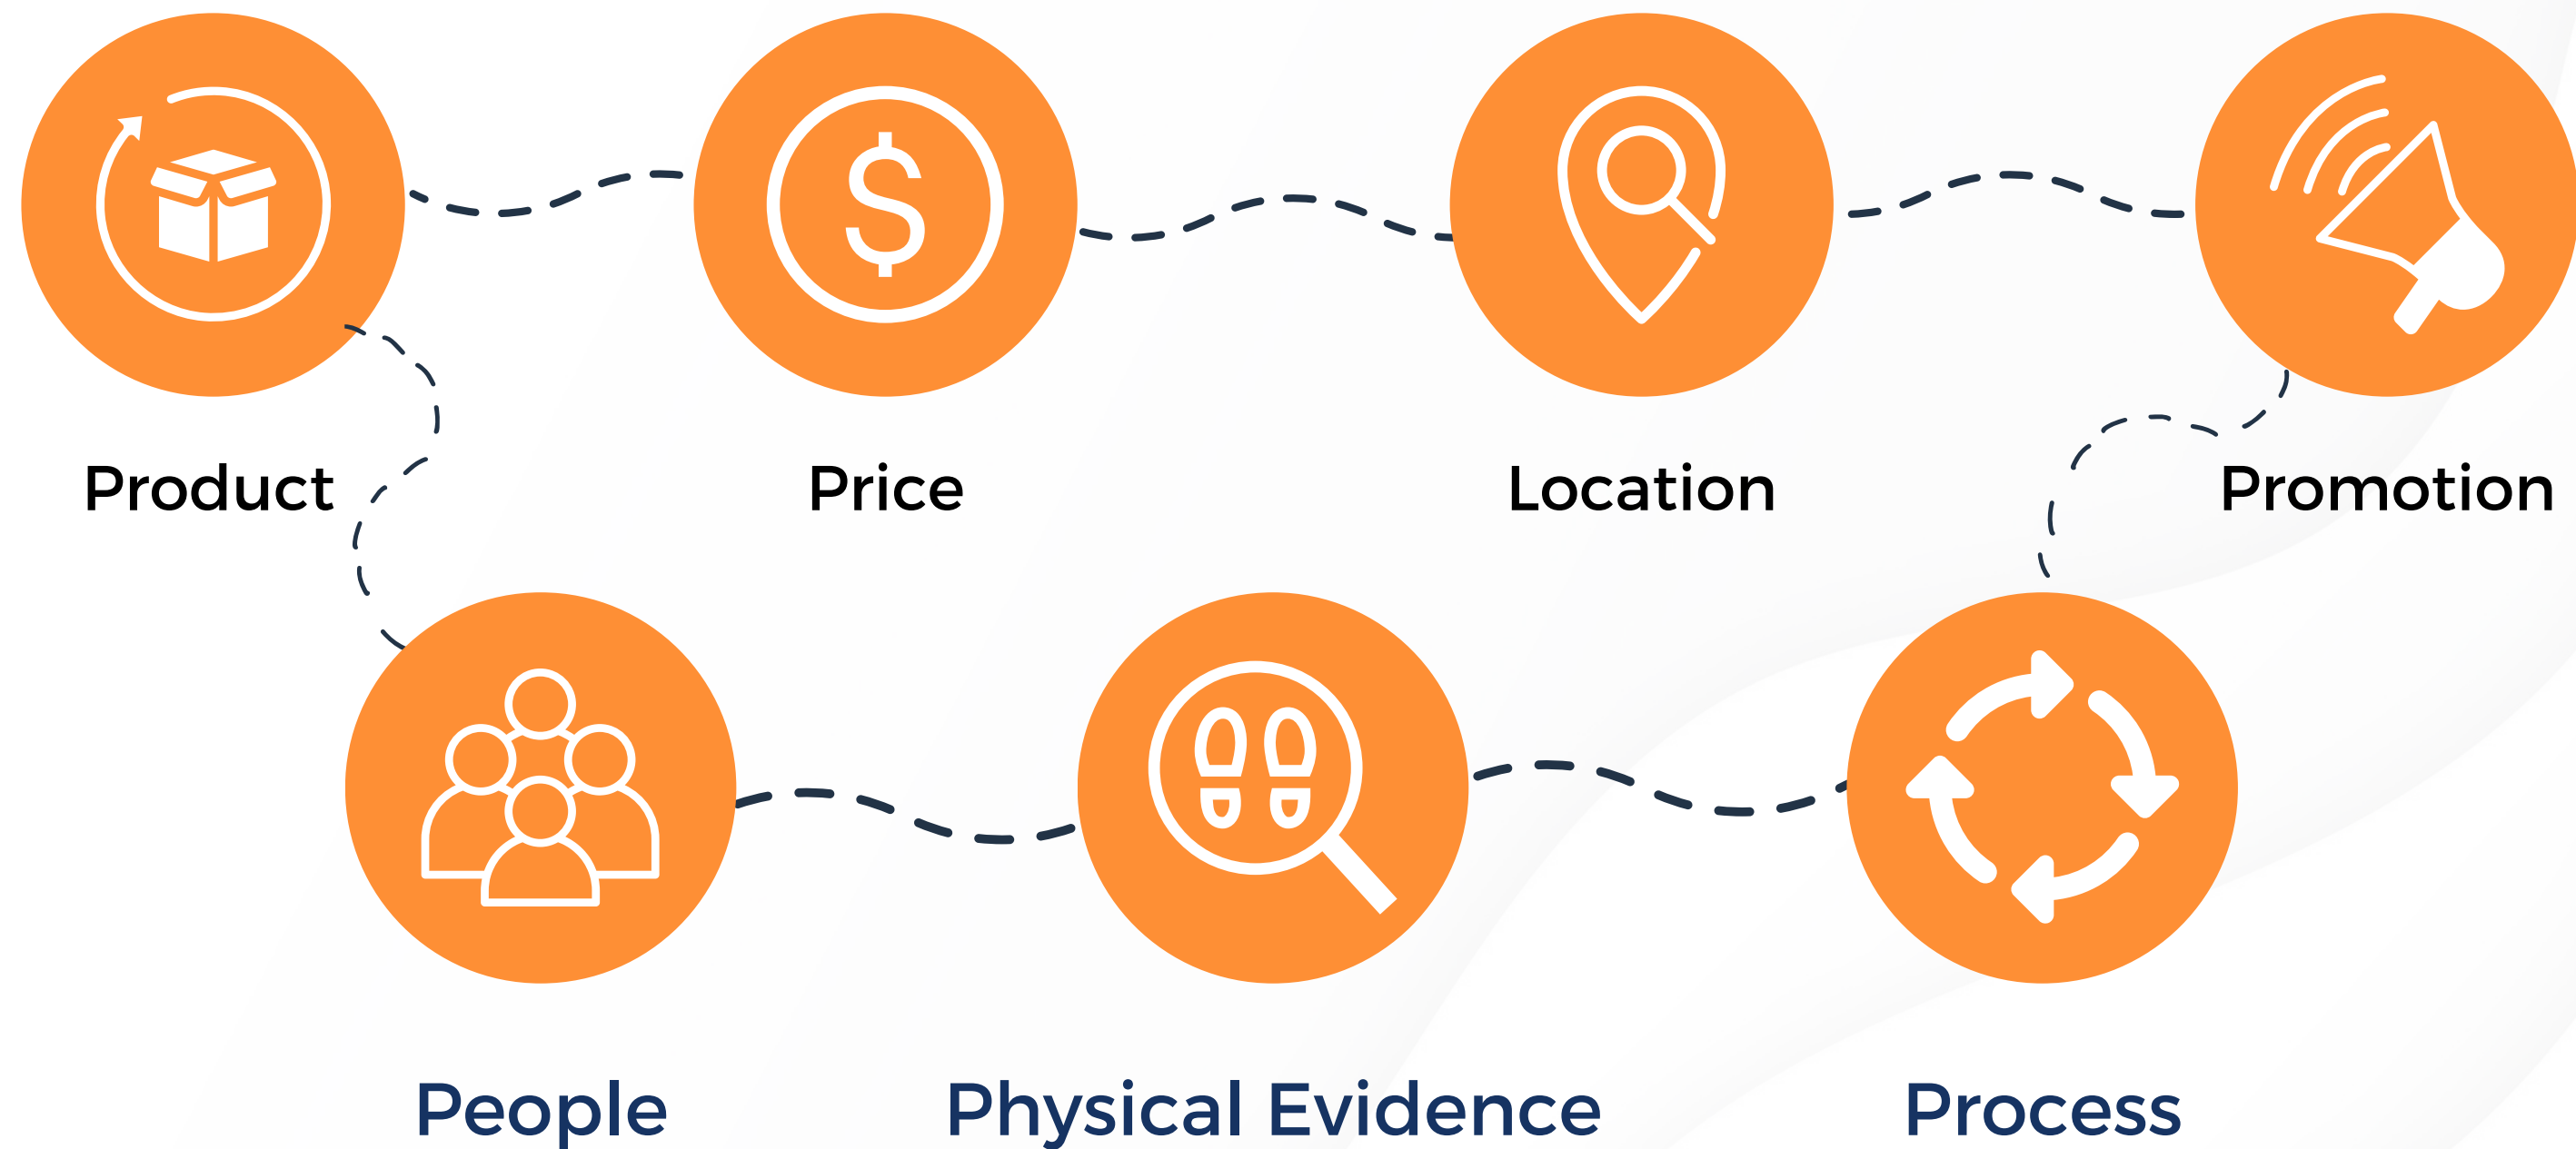 Product
Price
Location
Promotion
People
Physical Evidence
Process